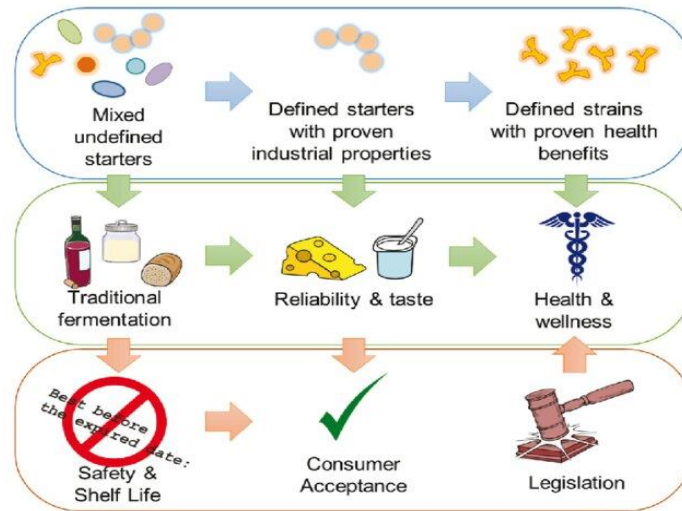 Mixed
undefined
starters
Defined starters
with proven
industrial properties
Defined strains
with proven health
benefits
Traditional
fermentation
Reliability & taste
Health &
wellness
Best before
the expired date:
Safety &
Shelf Life
Consumer
Acceptance
Legislation